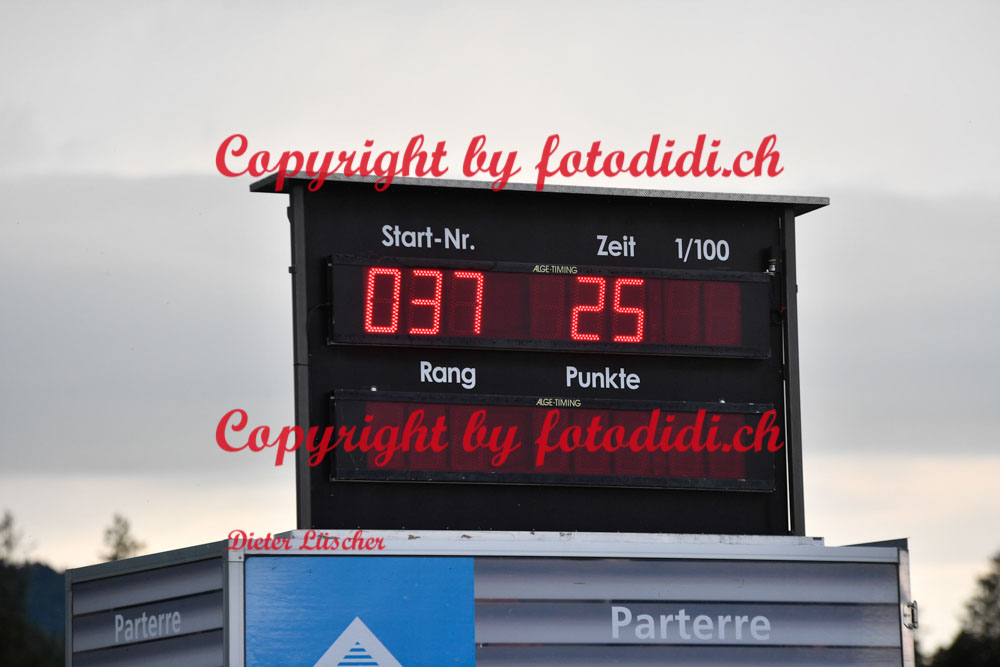 Copyright by fotodidi.ch
Start-Nr. Zeit 1/100
ALGE-TIMING
037 25
Rang Punkte
ALGE-TIMING
Copyright by fotodidi.ch
Dieter Lüscher
Parterre Parterre